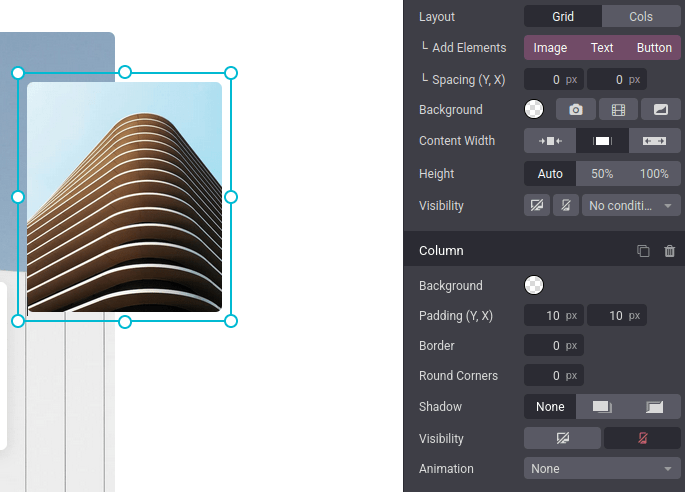 Layout Grid Cols
└ Add Elements Image Text Button
└ Spacing (Y, X) 0 px 0 px
Background
Content Width
Height Auto 50% 100%
Visibility No conditi...
Column
Background
Padding (Y, X) 10 px 10 px
Border 0 px
Round Corners 0 px
Shadow None
Visibility
Animation None